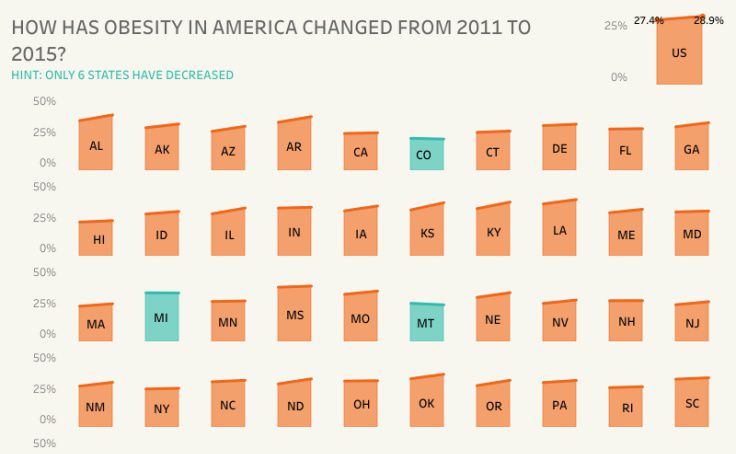 HOW HAS OBESITY IN AMERICA CHANGED FROM 2011 TO
2015?
HINT: ONLY 6 STATES HAVE DECREASED
25% 27.4% 28.9%
US
0%
50%
25%
AL AK AZ AR CA CO CT DE FL GA
0%
50%
25%
HI ID IL IN IA KS KY LA ME MD
0%
50%
25%
MA MI MN MS MO MT NE NV NH NJ
0%
50%
25%
NM NY NC ND OH OK OR PA RI SC
0%
50%